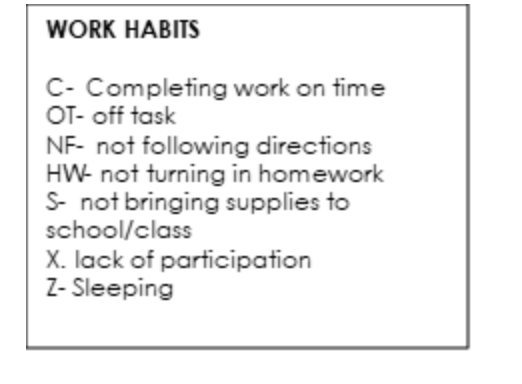 WORK HABITS
C- Completing work on time
OT- off task
NF- not following directions
HW- not turning in homework
S- not bringing supplies to
school/class
X. lack of participation
Z- Sleeping